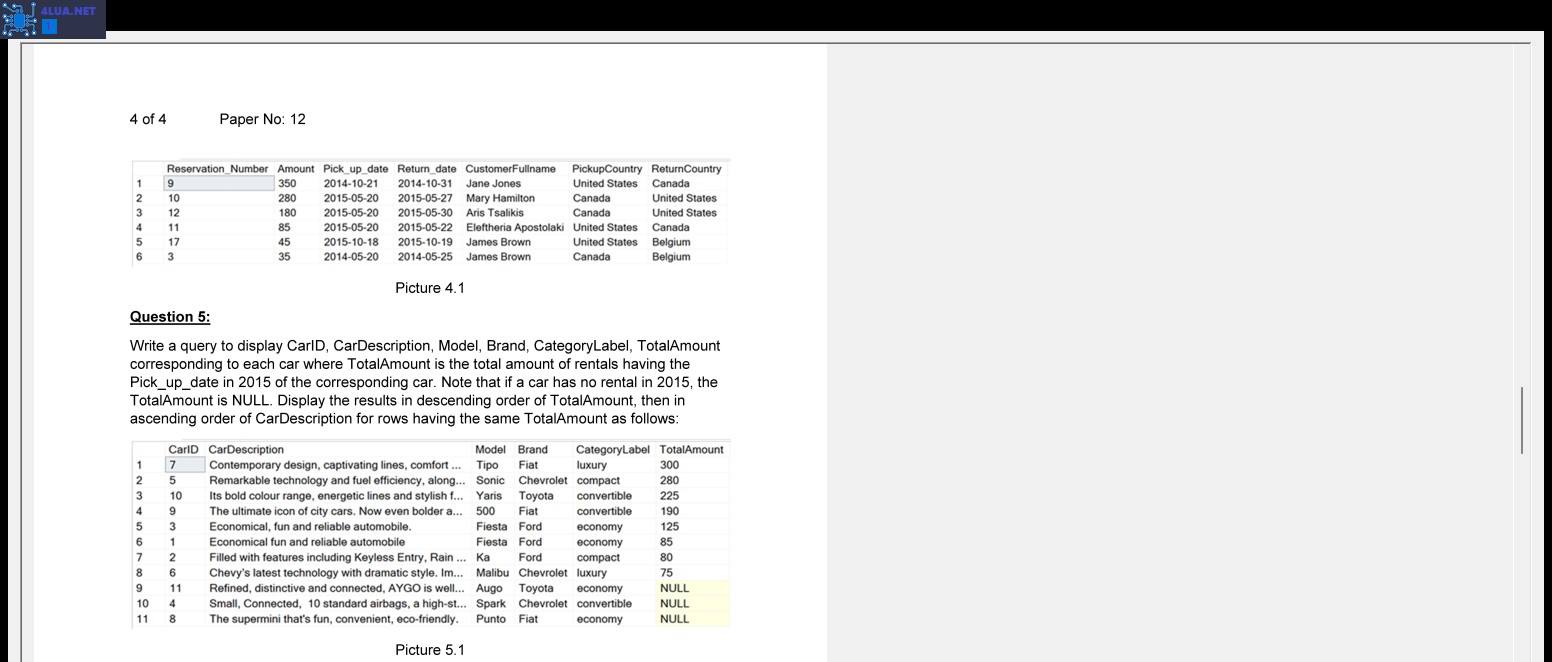 4LUA.NET
4 of 4 Paper No: 12
Reservation_Number Amount Pick_up_date Return_date CustomerFullname PickupCountry ReturnCountry
1 9 350 2014-10-21 2014-10-31 Jane Jones United States Canada
2 10 280 2015-05-20 2015-05-27 Mary Hamilton Canada United States
3 12 180 2015-05-20 2015-05-30 Aris Tsalikis Canada United States
4 11 85 2015-05-20 2015-05-22 Eleftheria Apostolaki United States Canada
5 17 45 2015-10-18 2015-10-19 James Brown United States Belgium
6 3 35 2014-05-20 2014-05-25 James Brown Canada Belgium
Picture 4.1
Question 5:
Write a query to display CarID, CarDescription, Model, Brand, CategoryLabel, TotalAmount
corresponding to each car where TotalAmount is the total amount of rentals having the
Pick_up_date in 2015 of the corresponding car. Note that if a car has no rental in 2015, the
TotalAmount is NULL. Display the results in descending order of TotalAmount, then in
ascending order of CarDescription for rows having the same TotalAmount as follows:
CarID CarDescription Model Brand CategoryLabel TotalAmount
1 7 Contemporary design, captivating lines, comfort ... Tipo Fiat luxury 300
2 5 Remarkable technology and fuel efficiency, along... Sonic Chevrolet compact 280
3 10 Its bold colour range, energetic lines and stylish f... Yaris Toyota convertible 225
4 9 The ultimate icon of city cars. Now even bolder a... 500 Fiat convertible 190
5 3 Economical, fun and reliable automobile. Fiesta Ford economy 125
6 1 Economical fun and reliable automobile Fiesta Ford economy 85
7 2 Filled with features including Keyless Entry, Rain ... Ka Ford compact 80
8 6 Chevy's latest technology with dramatic style. Im... Malibu Chevrolet luxury 75
9 11 Refined, distinctive and connected, AYGO is well... Augo Toyota economy NULL
10 4 Small, Connected, 10 standard airbags, a high-st... Spark Chevrolet convertible NULL
11 8 The supermini that's fun, convenient, eco-friendly. Punto Fiat economy NULL
Picture 5.1